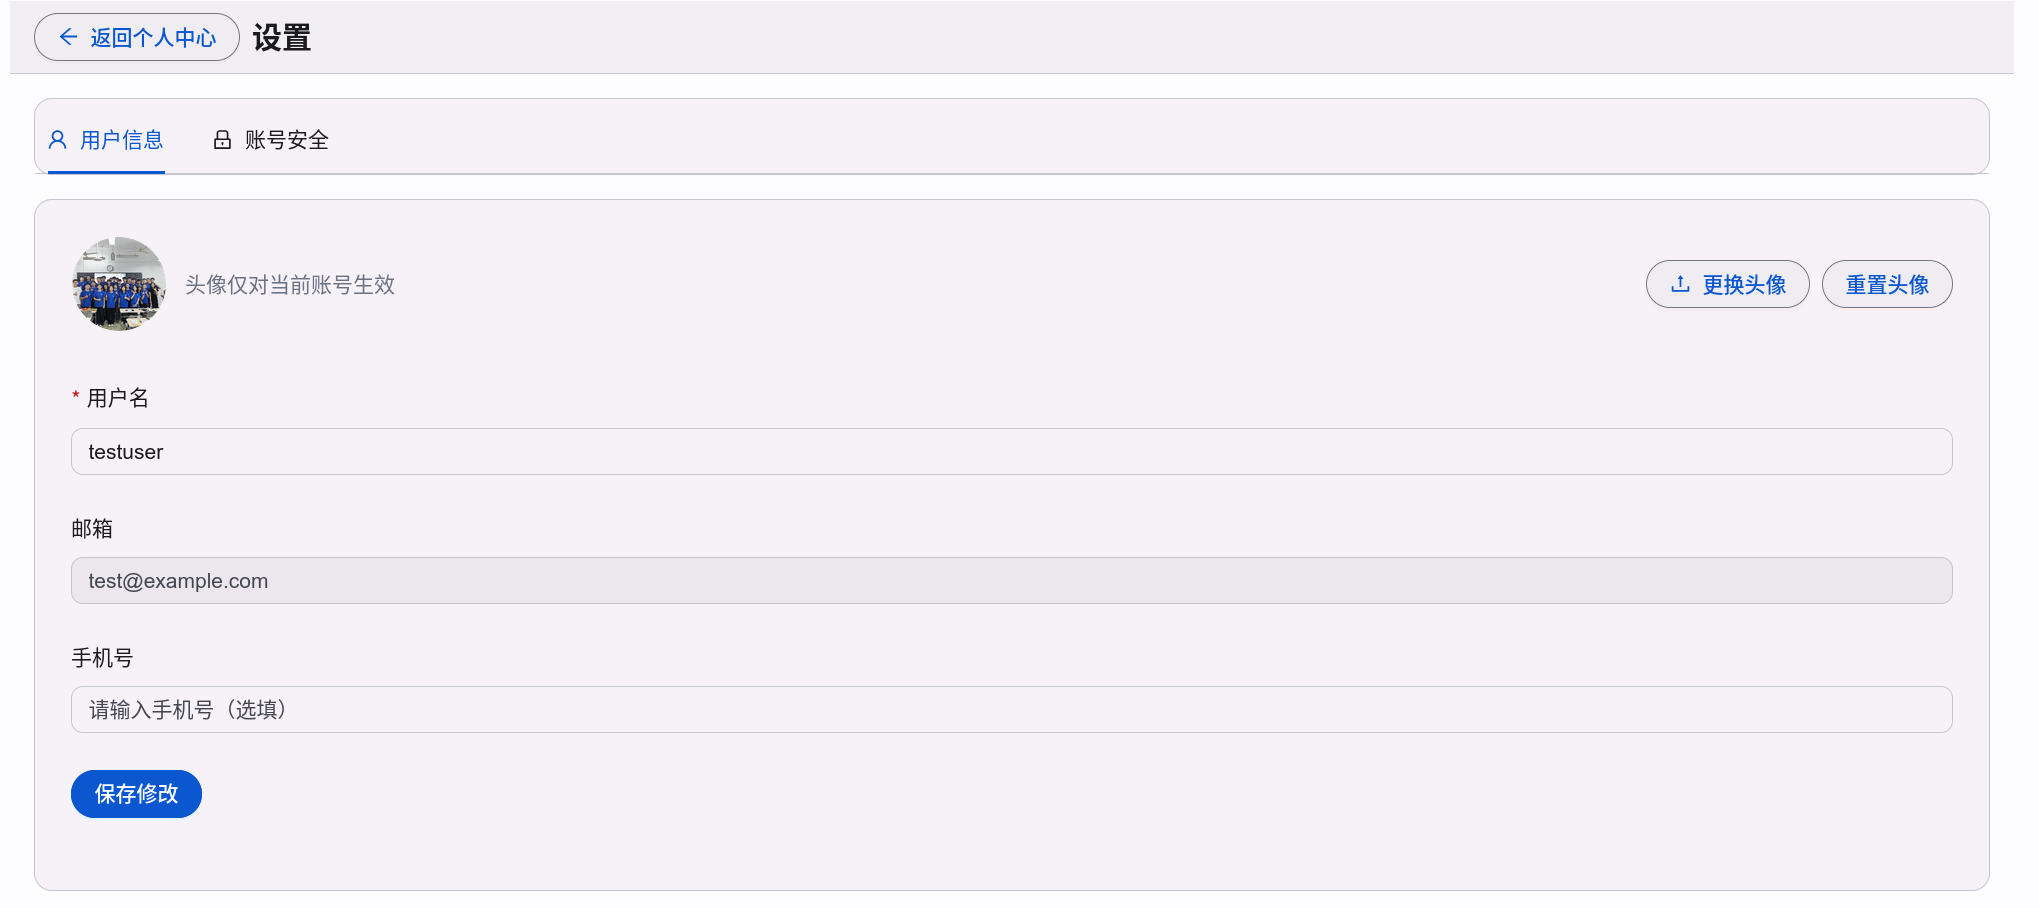 返回个人中心 设置
用户信息 账号安全
头像仅对当前账号生效 更换头像 重置头像
* 用户名
testuser
邮箱
test@example.com
手机号
请输入手机号（选填）
保存修改